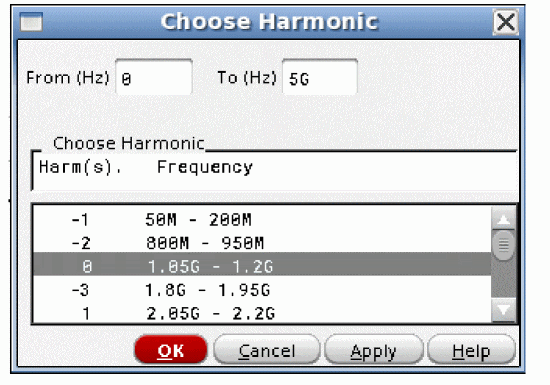 Choose Harmonic
From (Hz) 0 To (Hz) 5G
Choose Harmonic
Harm(s). Frequency
-1 50M - 200M
-2 800M - 950M
0 1.05G - 1.2G
-3 1.8G - 1.95G
1 2.05G - 2.2G
OK Cancel Apply Help